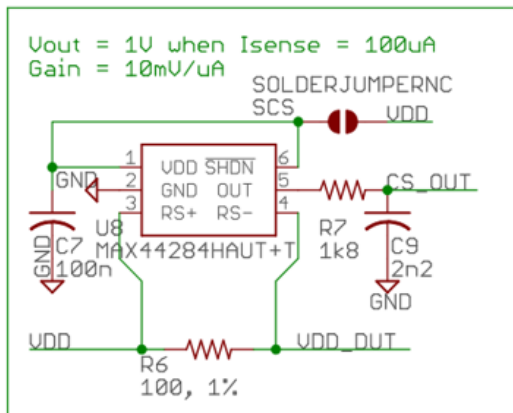 Vout = 1V when Isense = 100uA
Gain = 10mV/uA
SOLDERJUMPERNC
SCS
VDD
1 VDD SHDN 6
GND 2 GND OUT 5 CS_OUT
3 RS+ RS- 4
U8
MAX44284HAUT+T
R7
1k8
C7
100n
GND
C9
2n2
GND
VDD
VDD_DUT
R6
100, 1%